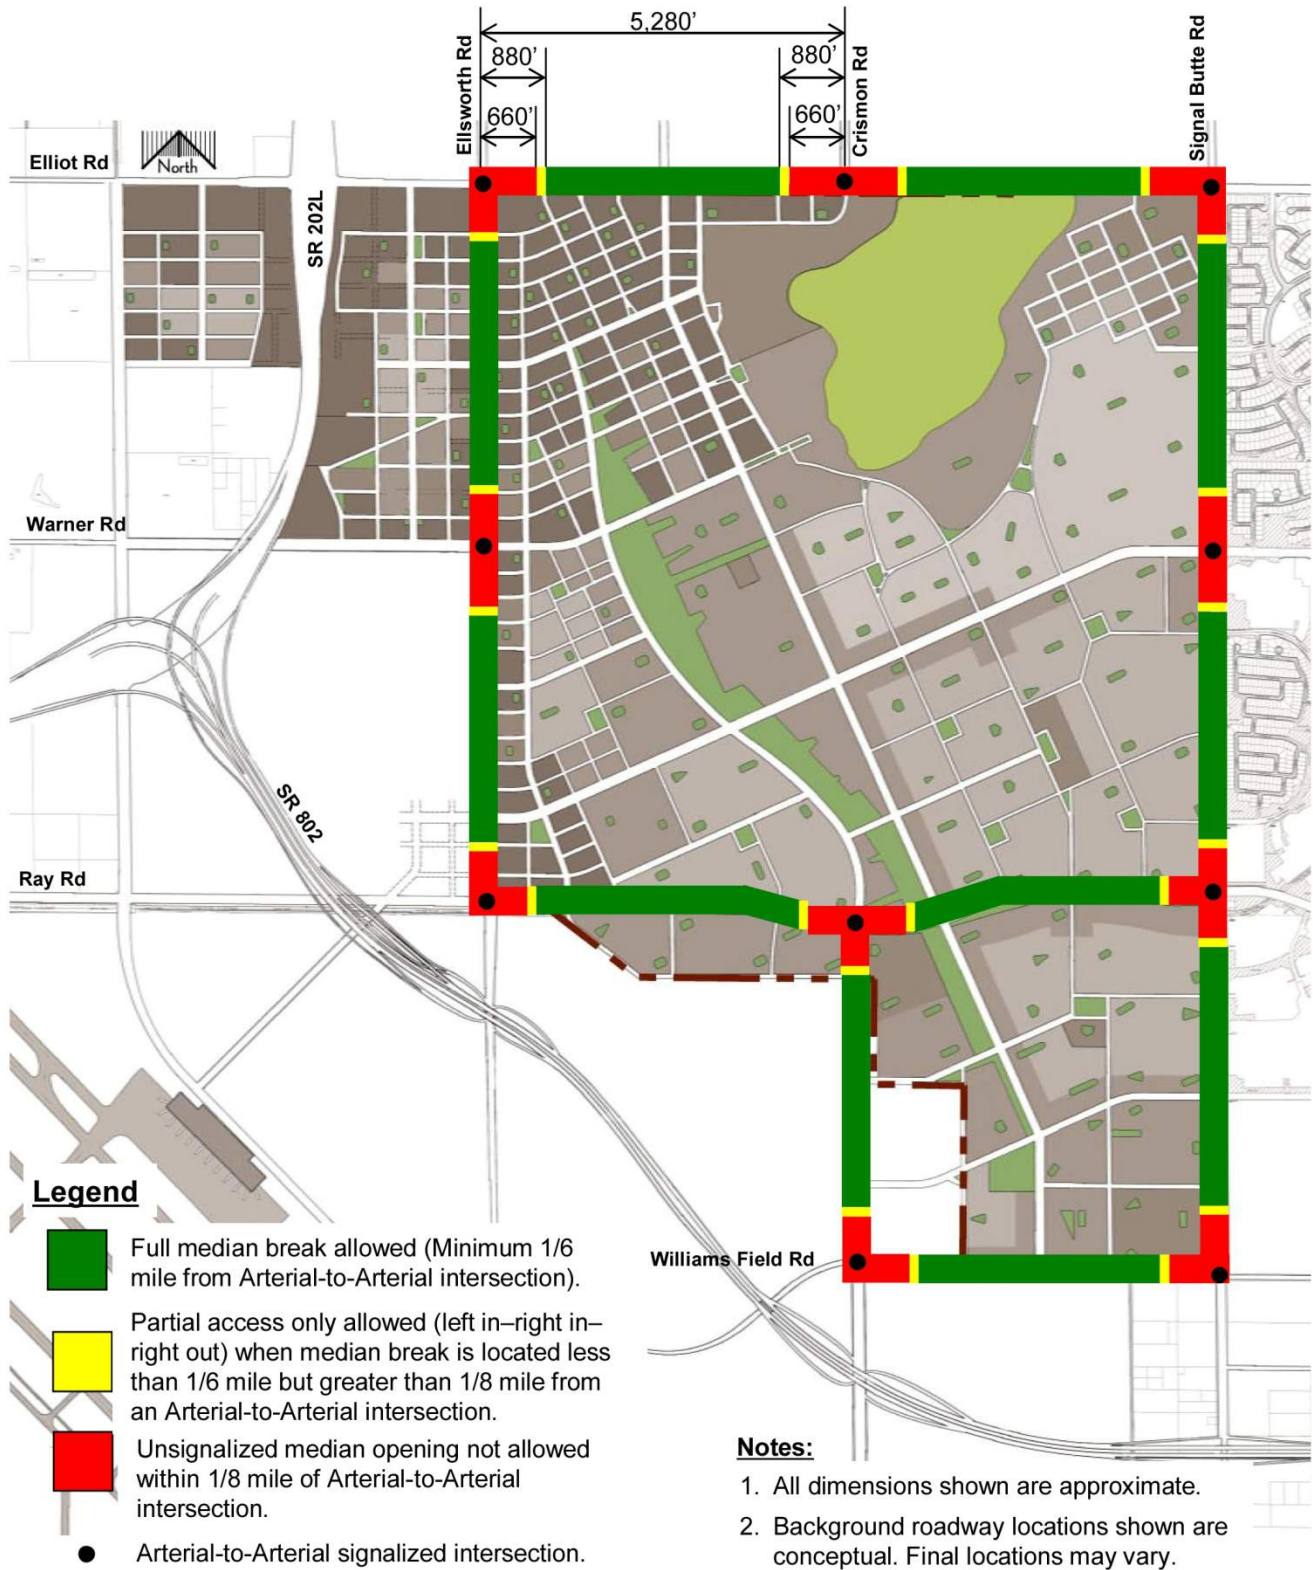 5,280'
880'
880'
660'
660'
Ellsworth Rd
Crismon Rd
Signal Butte Rd
Elliot Rd
North
SR 202L
Warner Rd
SR 802
Ray Rd
Williams Field Rd
Legend
Full median break allowed (Minimum 1/6
mile from Arterial-to-Arterial intersection).
Partial access only allowed (left in–right in–
right out) when median break is located less
than 1/6 mile but greater than 1/8 mile from
an Arterial-to-Arterial intersection.
Unsignalized median opening not allowed
within 1/8 mile of Arterial-to-Arterial
intersection.
Arterial-to-Arterial signalized intersection.
Notes:
1. All dimensions shown are approximate.
2. Background roadway locations shown are
conceptual. Final locations may vary.